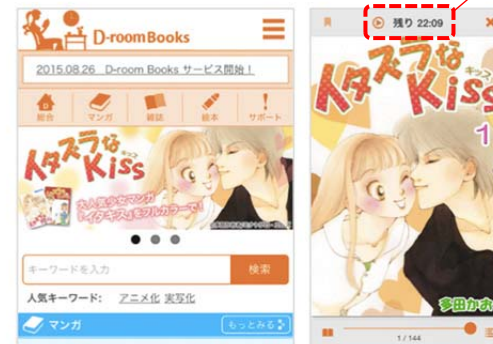 D-room Books
2015.08.26 D-room Books サービス開始！
総合 マンガ 雑誌 絵本 サポート
イタズラなKiss
大人気少女マンガ
『イタキス』をフルカラーで！
キーワードを入力 検索
人気キーワード： アニメ化 実写化
マンガ もっとみる
残り 22:09
イタズラな
Kiss
キッス
1
多田かおる
1 / 144